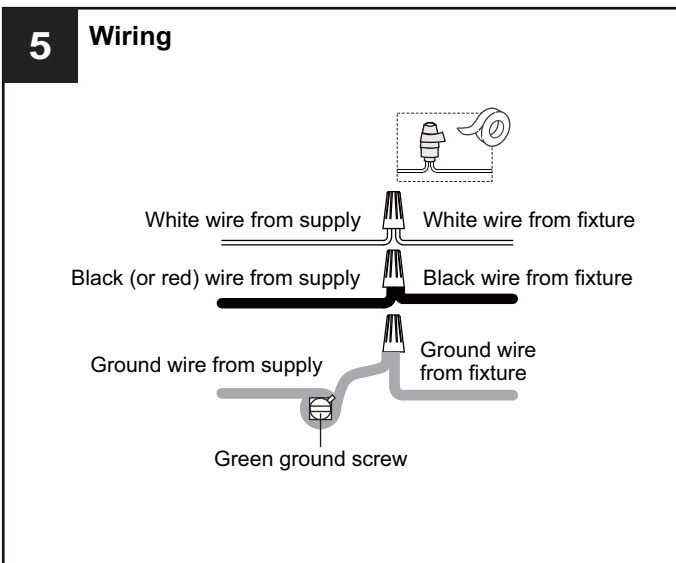 5 Wiring
White wire from supply White wire from fixture
Black (or red) wire from supply Black wire from fixture
Ground wire from supply
Ground wire
from fixture
Green ground screw